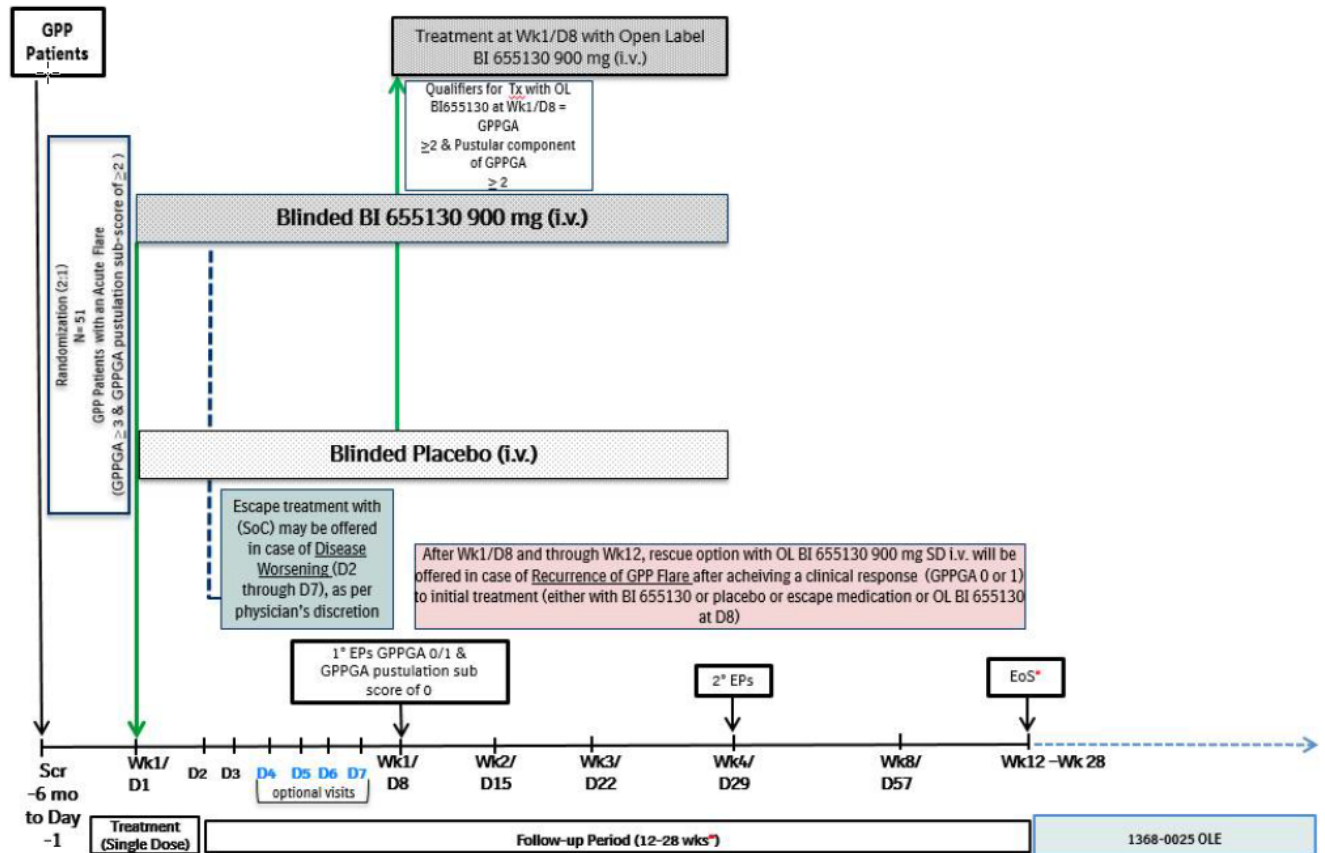 GPP
Patients
Treatment at Wk1/D8 with Open Label
BI 655130 900 mg (i.v.)
Qualifiers for Tx with OL
BI655130 at Wk1/D8 =
GPPGA
≥2 & Pustular component
of GPPGA
≥ 2
Randomization (2:1)
N= 51
GPP Patients with an Acute Flare
(GPPGA ≥ 3 & GPPGA pustulation sub-score of ≥2 )
Blinded BI 655130 900 mg (i.v.)
Blinded Placebo (i.v.)
Escape treatment with
(SoC) may be offered
in case of Disease
Worsening (D2
through D7), as per
physician's discretion
After Wk1/D8 and through Wk12, rescue option with OL BI 655130 900 mg SD i.v. will be
offered in case of Recurrence of GPP Flare after acheiving a clinical response (GPPGA 0 or 1)
to initial treatment (either with BI 655130 or placebo or escape medication or OL BI 655130
at D8)
1° EPs GPPGA 0/1 &
GPPGA pustulation sub
score of 0
2° EPs
EoS*
Scr
-6 mo
to Day
-1
Wk1/
D1
D2
D3
D4
D5
D6
D7
optional visits
Wk1/
D8
Wk2/
D15
Wk3/
D22
Wk4/
D29
Wk8/
D57
Wk12 –Wk 28
Treatment
(Single Dose)
Follow-up Period (12-28 wks*)
1368-0025 OLE